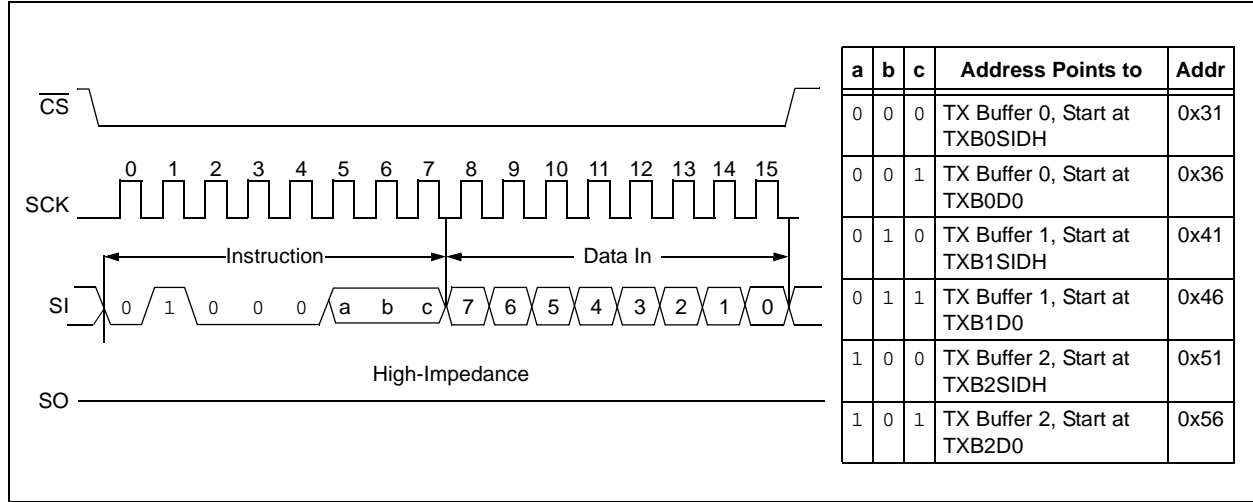 CS
0 1 2 3 4 5 6 7 8 9 10 11 12 13 14 15
SCK
Instruction
Data In
SI
0 1 0 0 0 a b c 7 6 5 4 3 2 1 0
High-Impedance
SO
a b c Address Points to Addr
0 0 0 TX Buffer 0, Start at 0x31
TXB0SIDH
0 0 1 TX Buffer 0, Start at 0x36
TXB0D0
0 1 0 TX Buffer 1, Start at 0x41
TXB1SIDH
0 1 1 TX Buffer 1, Start at 0x46
TXB1D0
1 0 0 TX Buffer 2, Start at 0x51
TXB2SIDH
1 0 1 TX Buffer 2, Start at 0x56
TXB2D0